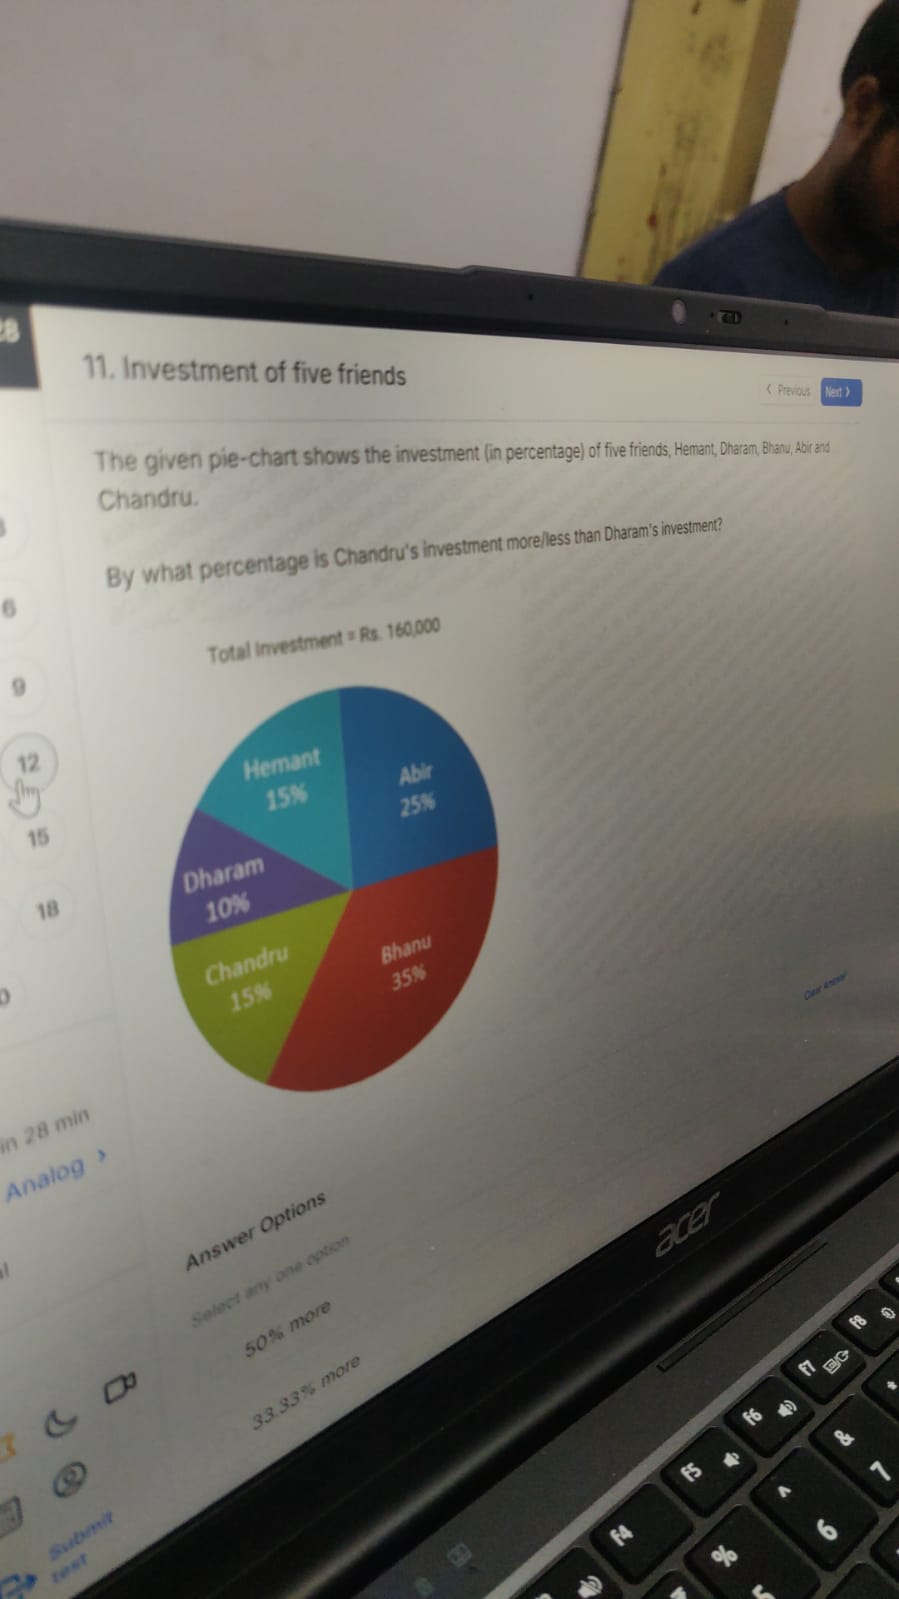 11. Investment of five friends
Previous
Next
The given pie-chart shows the investment (in percentage) of five friends, Hemant, Dharam, Bhanu, Abir and
Chandru.
By what percentage is Chandru's investment more/less than Dharam's investment?
Total Investment = Rs. 160,000
Hemant
15%
Abir
25%
Dharam
10%
Chandru
15%
Bhanu
35%
Clear Answer
Answer Options
Select any one option
50% more
33.33% more
6
9
12
15
18
in 28 min
Analog
Submit
test
acer
F4
F5
F6
F7
F8
%
5
^
6
&
7
*